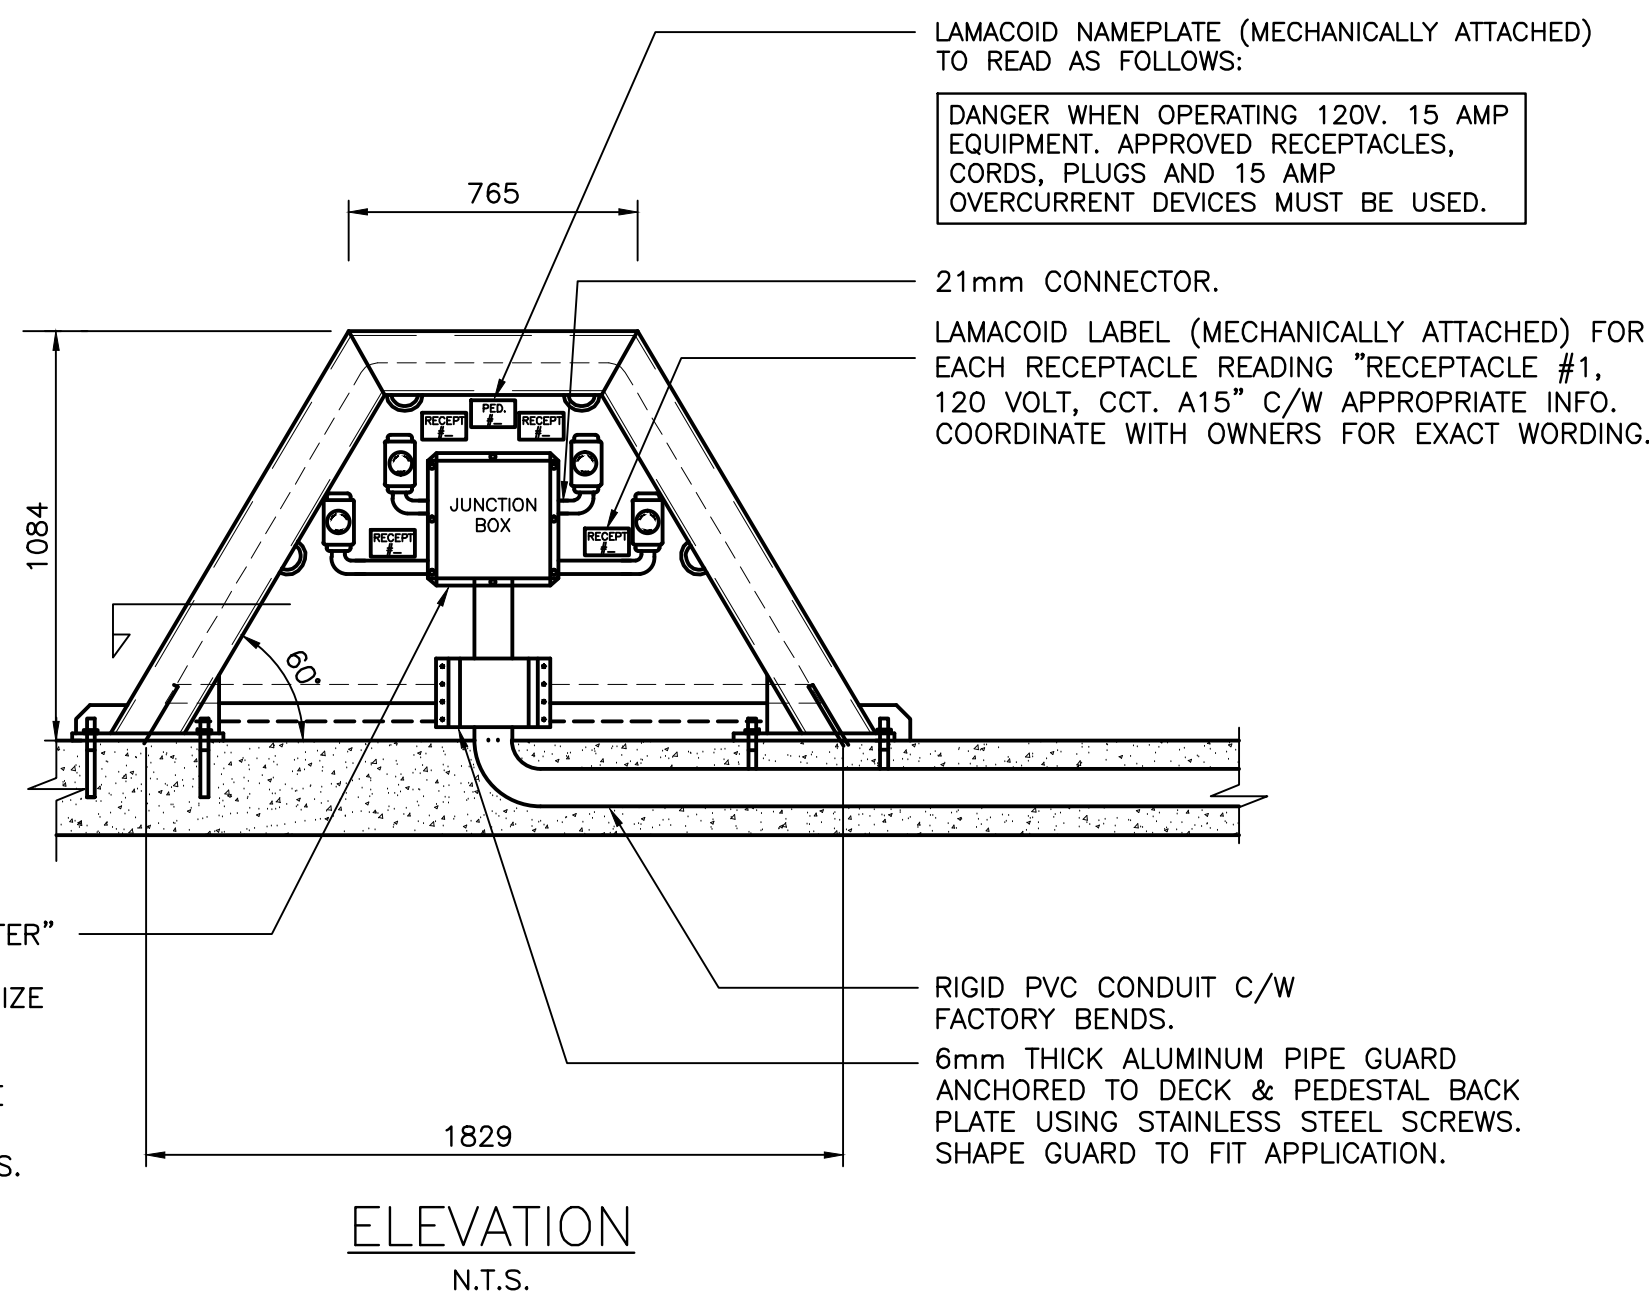 LAMACOID NAMEPLATE (MECHANICALLY ATTACHED)
TO READ AS FOLLOWS:
DANGER WHEN OPERATING 120V. 15 AMP
EQUIPMENT. APPROVED RECEPTACLES,
CORDS, PLUGS AND 15 AMP
OVERCURRENT DEVICES MUST BE USED.
765
21mm CONNECTOR.
LAMACOID LABEL (MECHANICALLY ATTACHED) FOR
EACH RECEPTACLE READING "RECEPTACLE #1,
120 VOLT, CCT. A15" C/W APPROPRIATE INFO.
COORDINATE WITH OWNERS FOR EXACT WORDING.
PED.
#_
RECEPT
#_
RECEPT
#_
JUNCTION
BOX
RECEPT
#_
RECEPT
#_
1084
60°
TER"
IZE
E
S.
RIGID PVC CONDUIT C/W
FACTORY BENDS.
6mm THICK ALUMINUM PIPE GUARD
ANCHORED TO DECK & PEDESTAL BACK
PLATE USING STAINLESS STEEL SCREWS.
SHAPE GUARD TO FIT APPLICATION.
1829
ELEVATION
N.T.S.